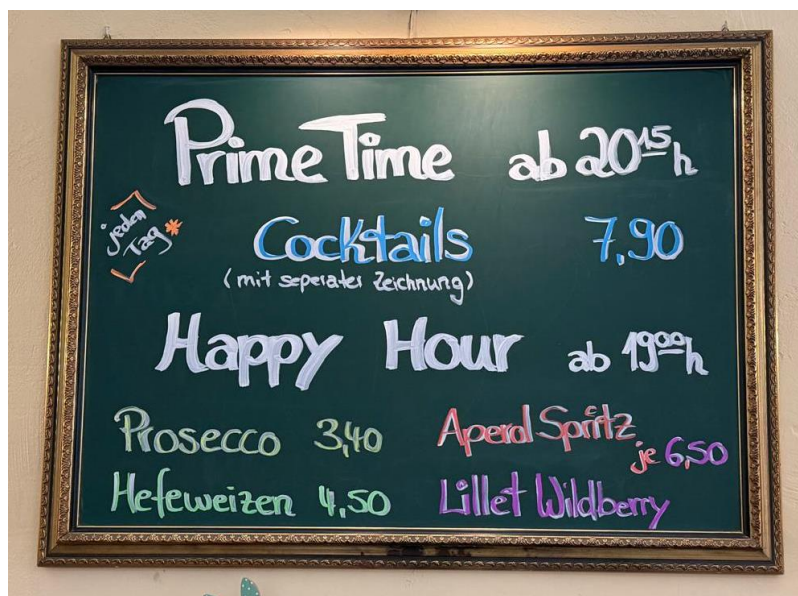 Prime Time ab 20¹⁵h
jeden Tag*
Cocktails 7,90
(mit seperater Zeichnung)
Happy Hour ab 19⁰⁰h
Prosecco 3,40
Aperol Spritz
je 6,50
Hefeweizen 4,50
Lillet Wildberry